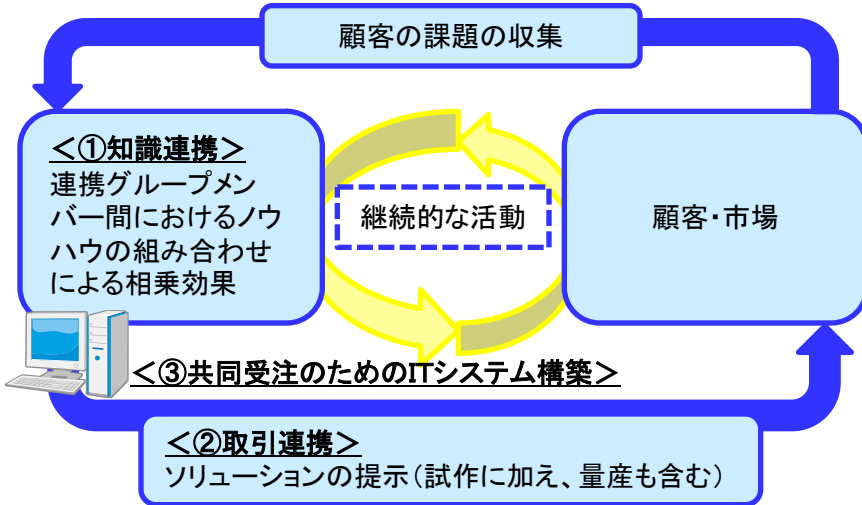 顧客の課題の収集
＜①知識連携＞
連携グループメン
バー間におけるノウ
ハウの組み合わせ
による相乗効果
継続的な活動
顧客・市場
＜③共同受注のためのITシステム構築＞
＜②取引連携＞
ソリューションの提示（試作に加え、量産も含む）